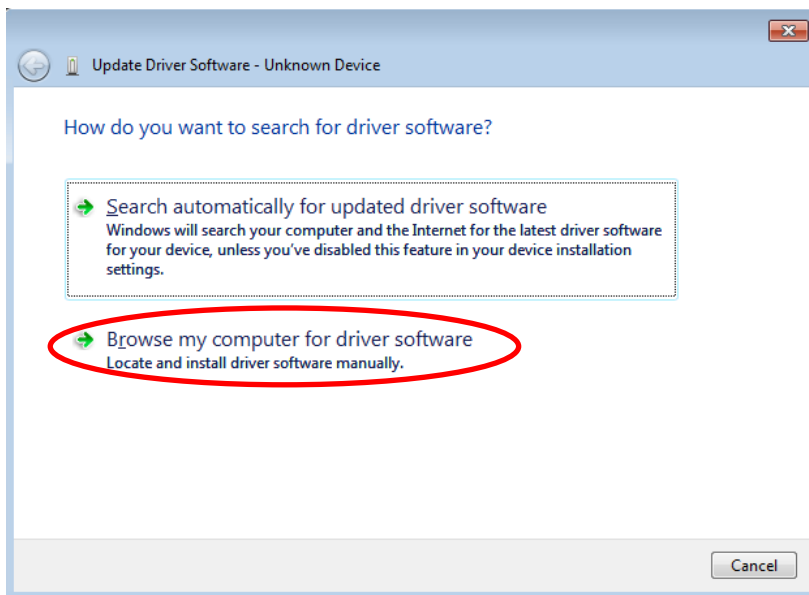 Update Driver Software - Unknown Device
How do you want to search for driver software?
Search automatically for updated driver software
Windows will search your computer and the Internet for the latest driver software
for your device, unless you've disabled this feature in your device installation
settings.
Browse my computer for driver software
Locate and install driver software manually.
Cancel